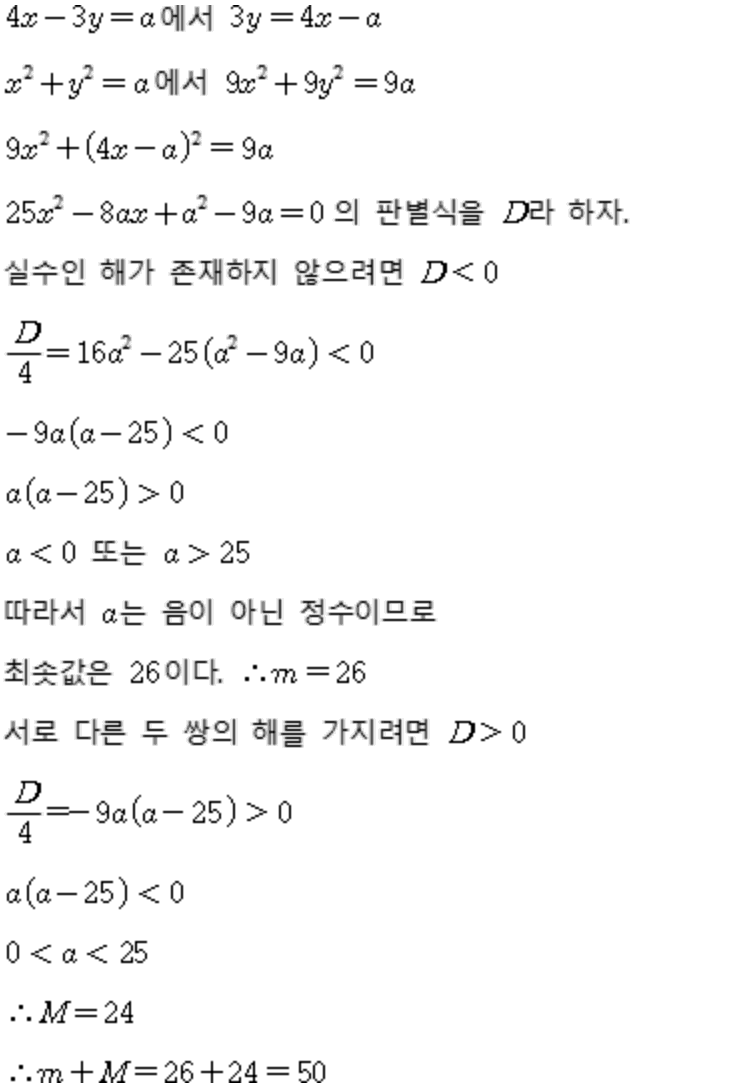 4x-3y=a에서 3y=4x-a
x²+y²=a에서 9x²+9y²=9a
9x²+(4x-a)²=9a
25x²-8ax+a²-9a=0의 판별식을 D라 하자.
실수인 해가 존재하지 않으려면 D<0
D/4=16a²-25(a²-9a)<0
-9a(a-25)<0
a(a-25)>0
a<0 또는 a>25
따라서 a는 음이 아닌 정수이므로
최솟값은 26이다. ∴m=26
서로 다른 두 쌍의 해를 가지려면 D>0
D/4=-9a(a-25)>0
a(a-25)<0
0<a<25
∴M=24
∴m+M=26+24=50